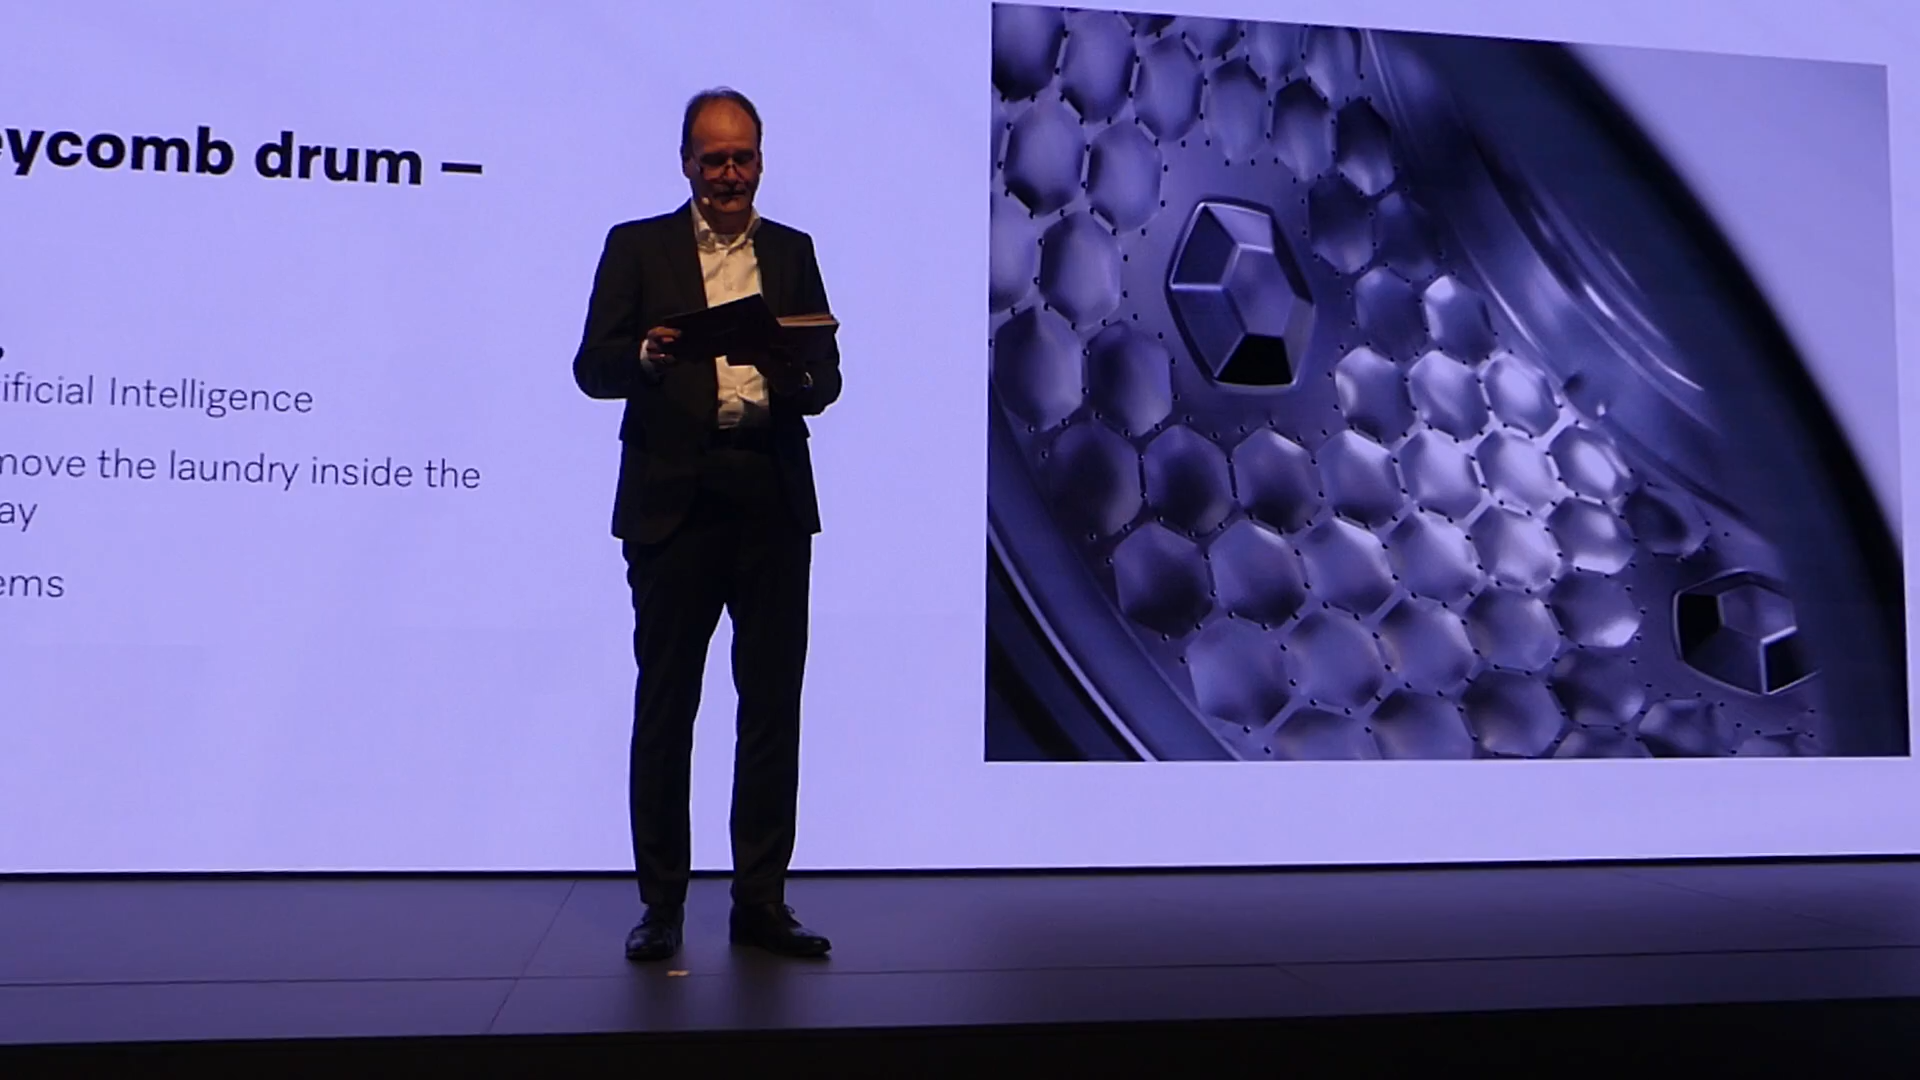 eycomb drum –
ificial Intelligence
move the laundry inside the
ay
ems